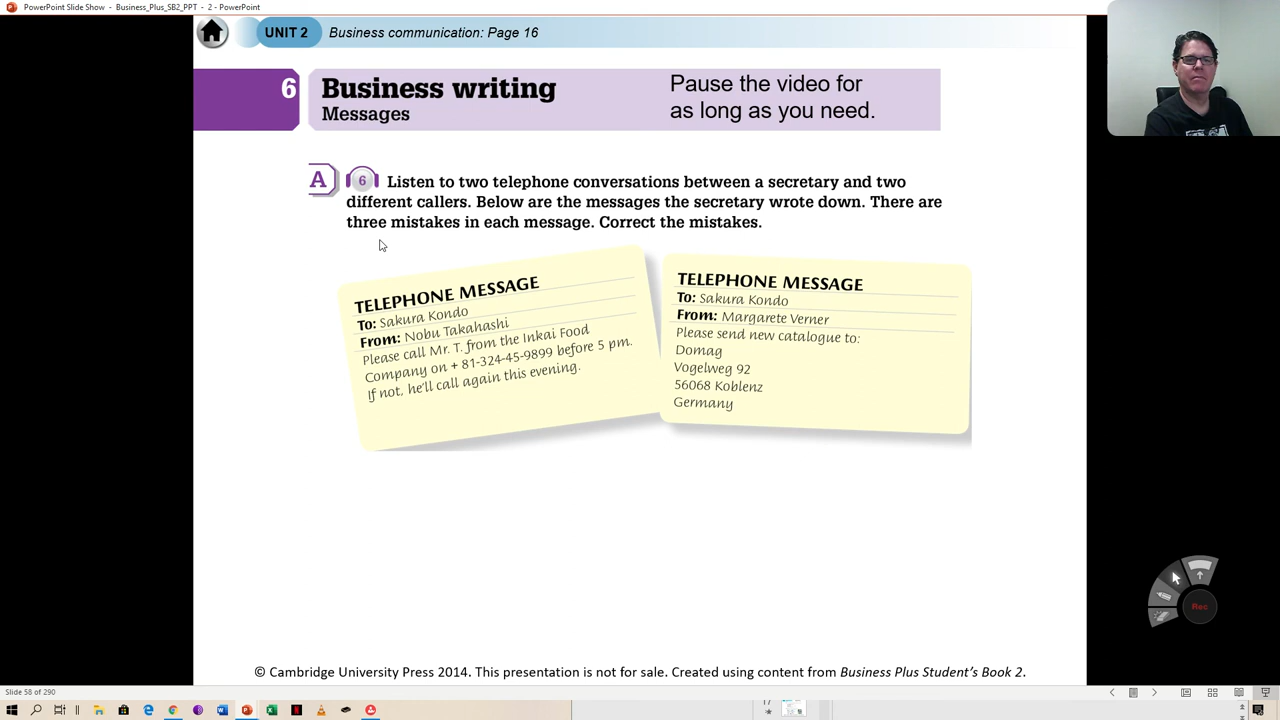 PowerPoint Slide Show - Business_Plus_SB2_PPT - 2 - PowerPoint
UNIT 2
Business communication: Page 16
6
Business writing
Messages
Pause the video for
as long as you need.
A
6
Listen to two telephone conversations between a secretary and two
different callers. Below are the messages the secretary wrote down. There are
three mistakes in each message. Correct the mistakes.
TELEPHONE MESSAGE
To: Sakura Kondo
From: Nobu Takahashi
Please call Mr. T. from the Inkai Food
Company on + 81-324-45-9899 before 5 pm.
If not, he'll call again this evening.
TELEPHONE MESSAGE
To: Sakura Kondo
From: Margarete Verner
Please send new catalogue to:
Domag
Vogelweg 92
56068 Koblenz
Germany
Rec
© Cambridge University Press 2014. This presentation is not for sale. Created using content from Business Plus Student's Book 2.
Slide 58 of 290